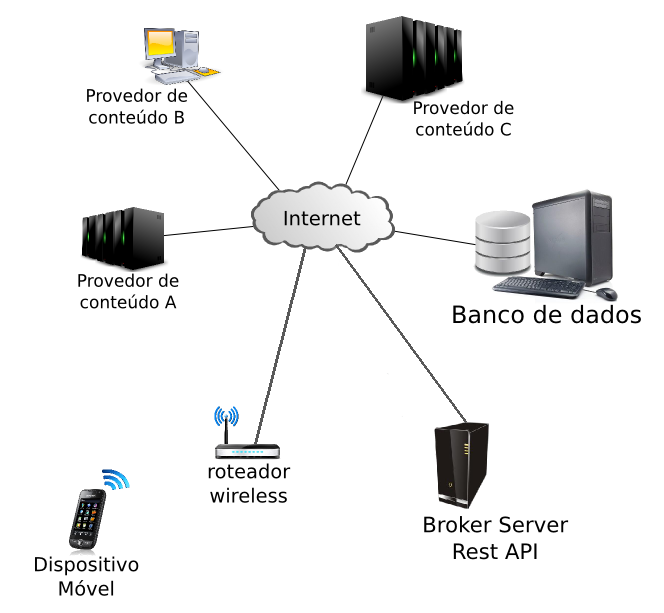 Provedor de
conteúdo B
Provedor de
conteúdo C
Internet
Provedor de
conteúdo A
Banco de dados
roteador
wireless
Broker Server
Rest API
Dispositivo
Móvel